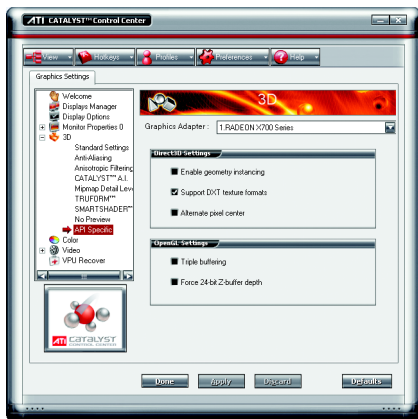 ATI CATALYST™ Control Center
View
Hotkeys
Profiles
Preferences
Help
Graphics Settings
Welcome
Displays Manager
Display Options
Monitor Properties 0
3D
Standard Settings
Anti-Aliasing
Anisotropic Filtering
CATALYST™ A.I.
Mipmap Detail Leve
TRUFORM™
SMARTSHADER™
No Preview
API Specific
Color
Video
VPU Recover
ATI CATALYST
CONTROL CENTER
3D
Graphics Adapter : 1.RADEON X700 Series
Direct3D Settings
Enable geometry instancing
Support DXT texture formats
Alternate pixel center
OpenGL Settings
Triple buffering
Force 24-bit Z-buffer depth
Done
Apply
Discard
Defaults